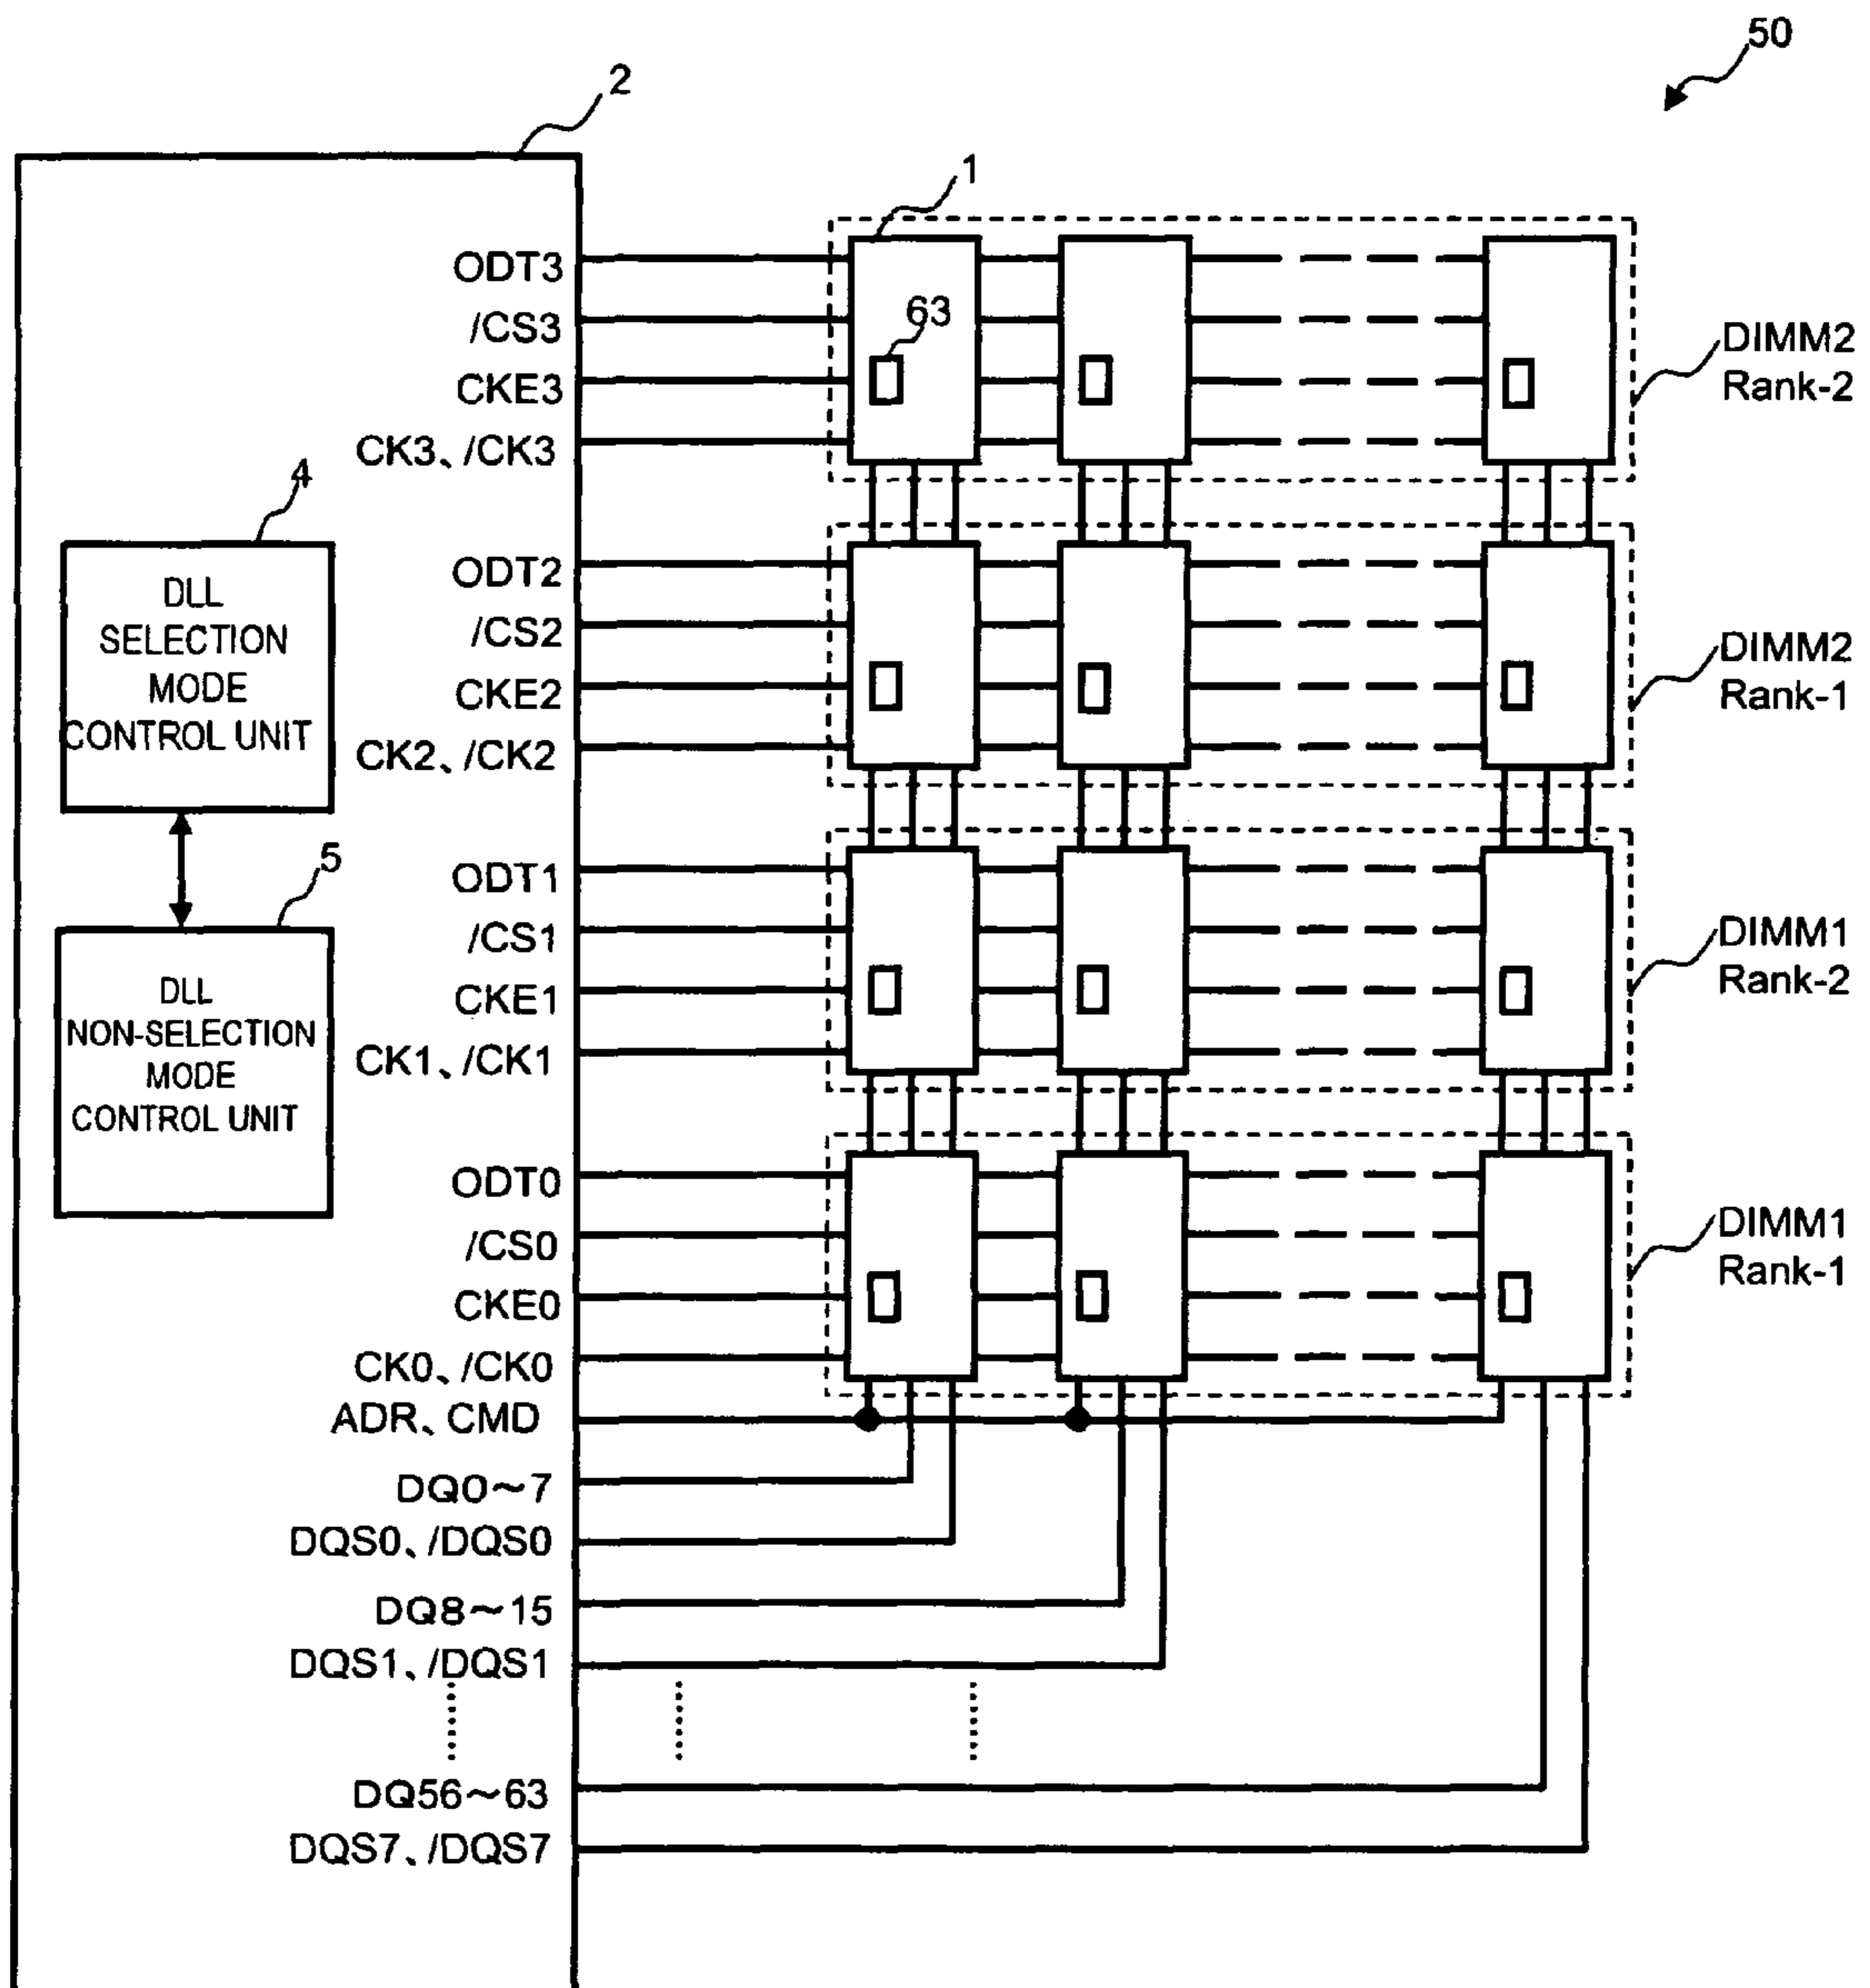 50
2
1
ODT3
/CS3
CKE3
CK3、/CK3
63
DIMM2
Rank-2
4
DLL
SELECTION
MODE
CONTROL UNIT
ODT2
/CS2
CKE2
CK2、/CK2
DIMM2
Rank-1
5
DLL
NON-SELECTION
MODE
CONTROL UNIT
ODT1
/CS1
CKE1
CK1、/CK1
DIMM1
Rank-2
ODT0
/CS0
CKE0
CK0、/CK0
DIMM1
Rank-1
ADR、CMD
DQ0～7
DQS0、/DQS0
DQ8～15
DQS1、/DQS1
DQ56～63
DQS7、/DQS7